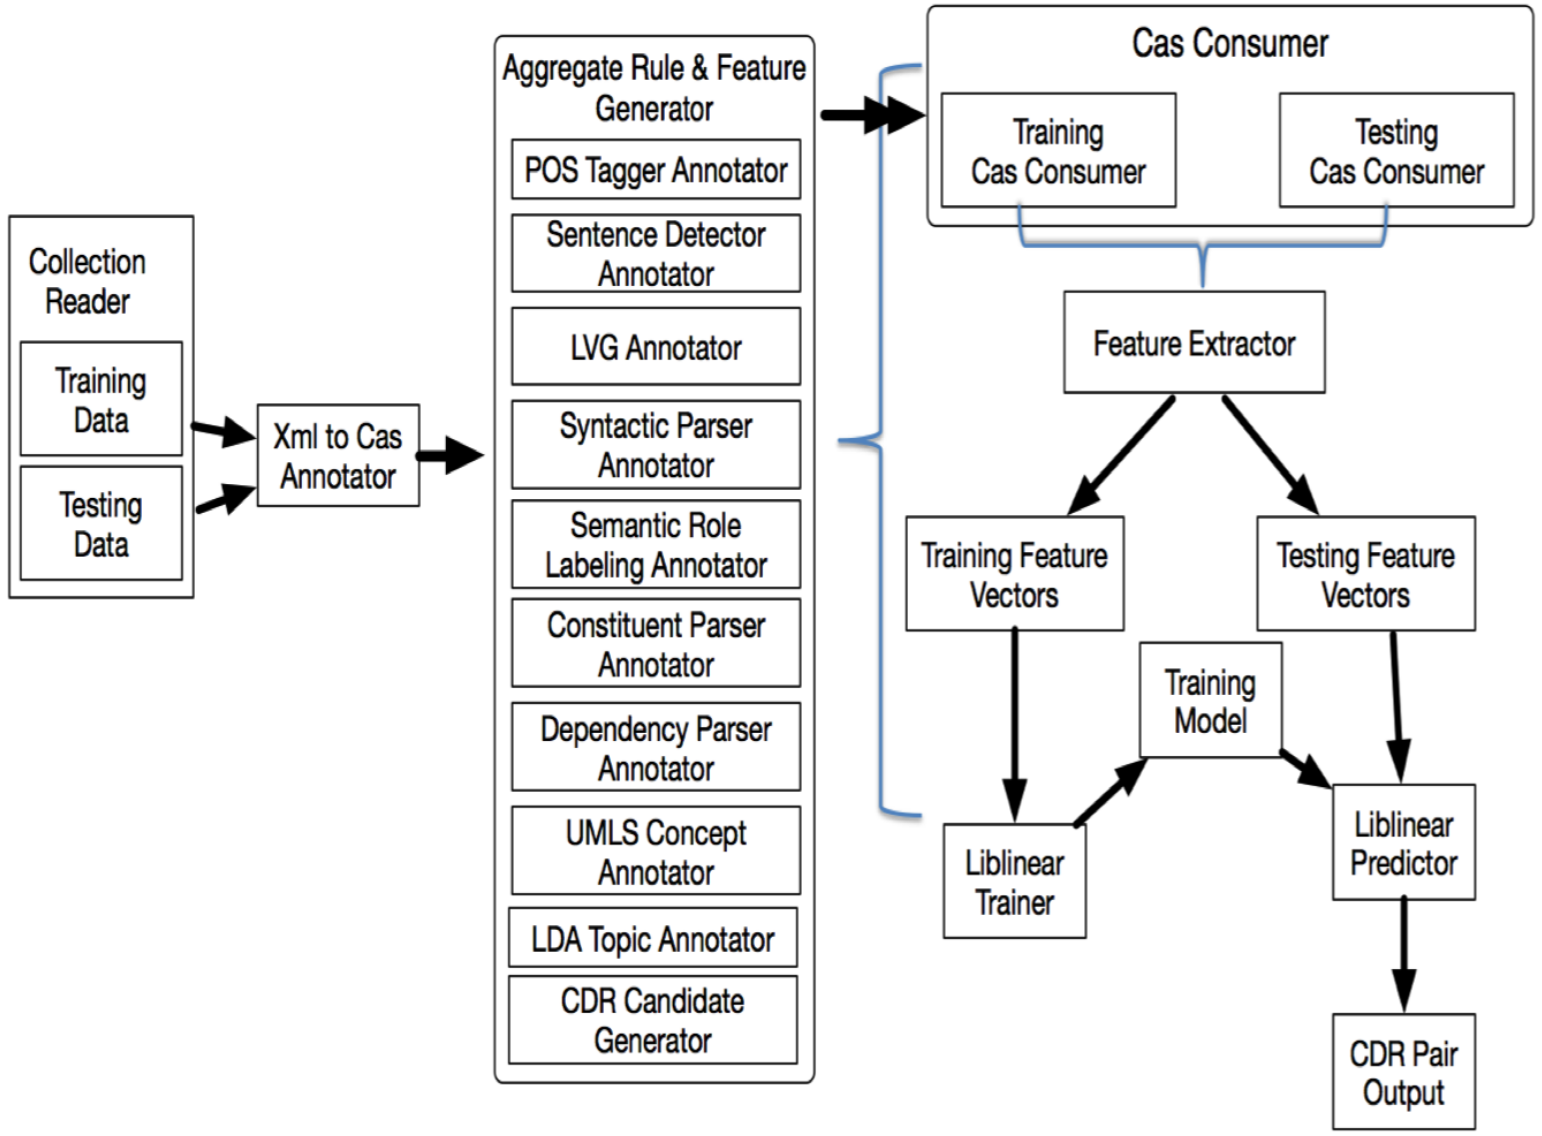 Collection
Reader
Training
Data
Testing
Data
Xml to Cas
Annotator
Aggregate Rule & Feature
Generator
POS Tagger Annotator
Sentence Detector
Annotator
LVG Annotator
Syntactic Parser
Annotator
Semantic Role
Labeling Annotator
Constituent Parser
Annotator
Dependency Parser
Annotator
UMLS Concept
Annotator
LDA Topic Annotator
CDR Candidate
Generator
Cas Consumer
Training
Cas Consumer
Testing
Cas Consumer
Feature Extractor
Training Feature
Vectors
Testing Feature
Vectors
Training
Model
Liblinear
Trainer
Liblinear
Predictor
CDR Pair
Output